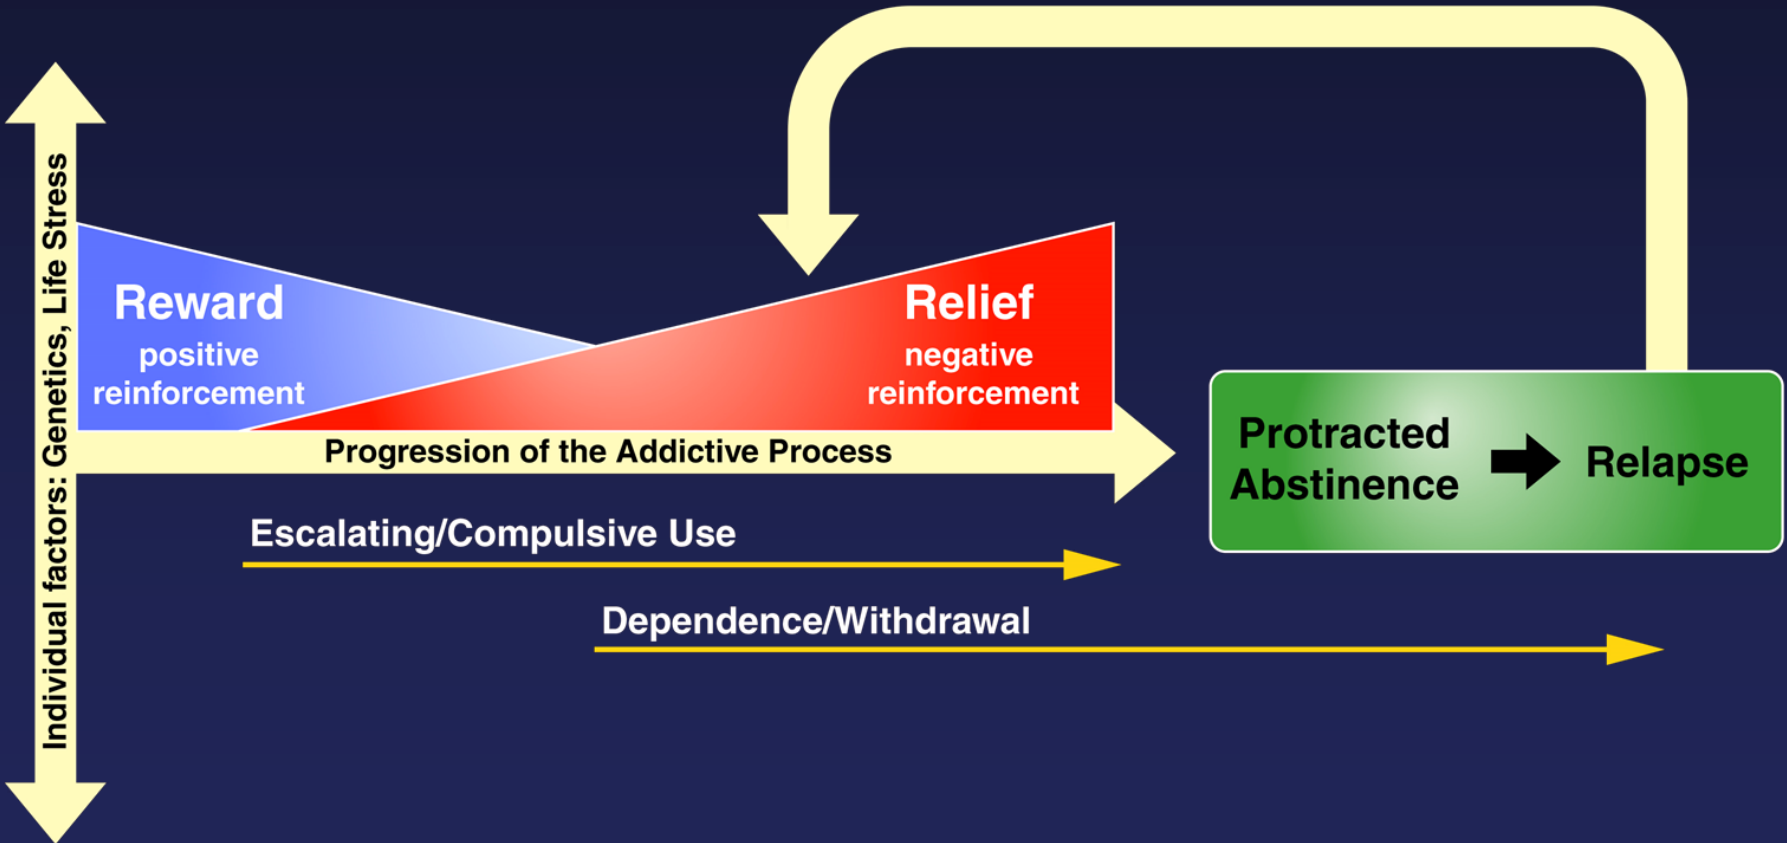 Individual factors: Genetics, Life Stress
Reward
positive
reinforcement
Relief
negative
reinforcement
Progression of the Addictive Process
Protracted
Abstinence
Relapse
Escalating/Compulsive Use
Dependence/Withdrawal